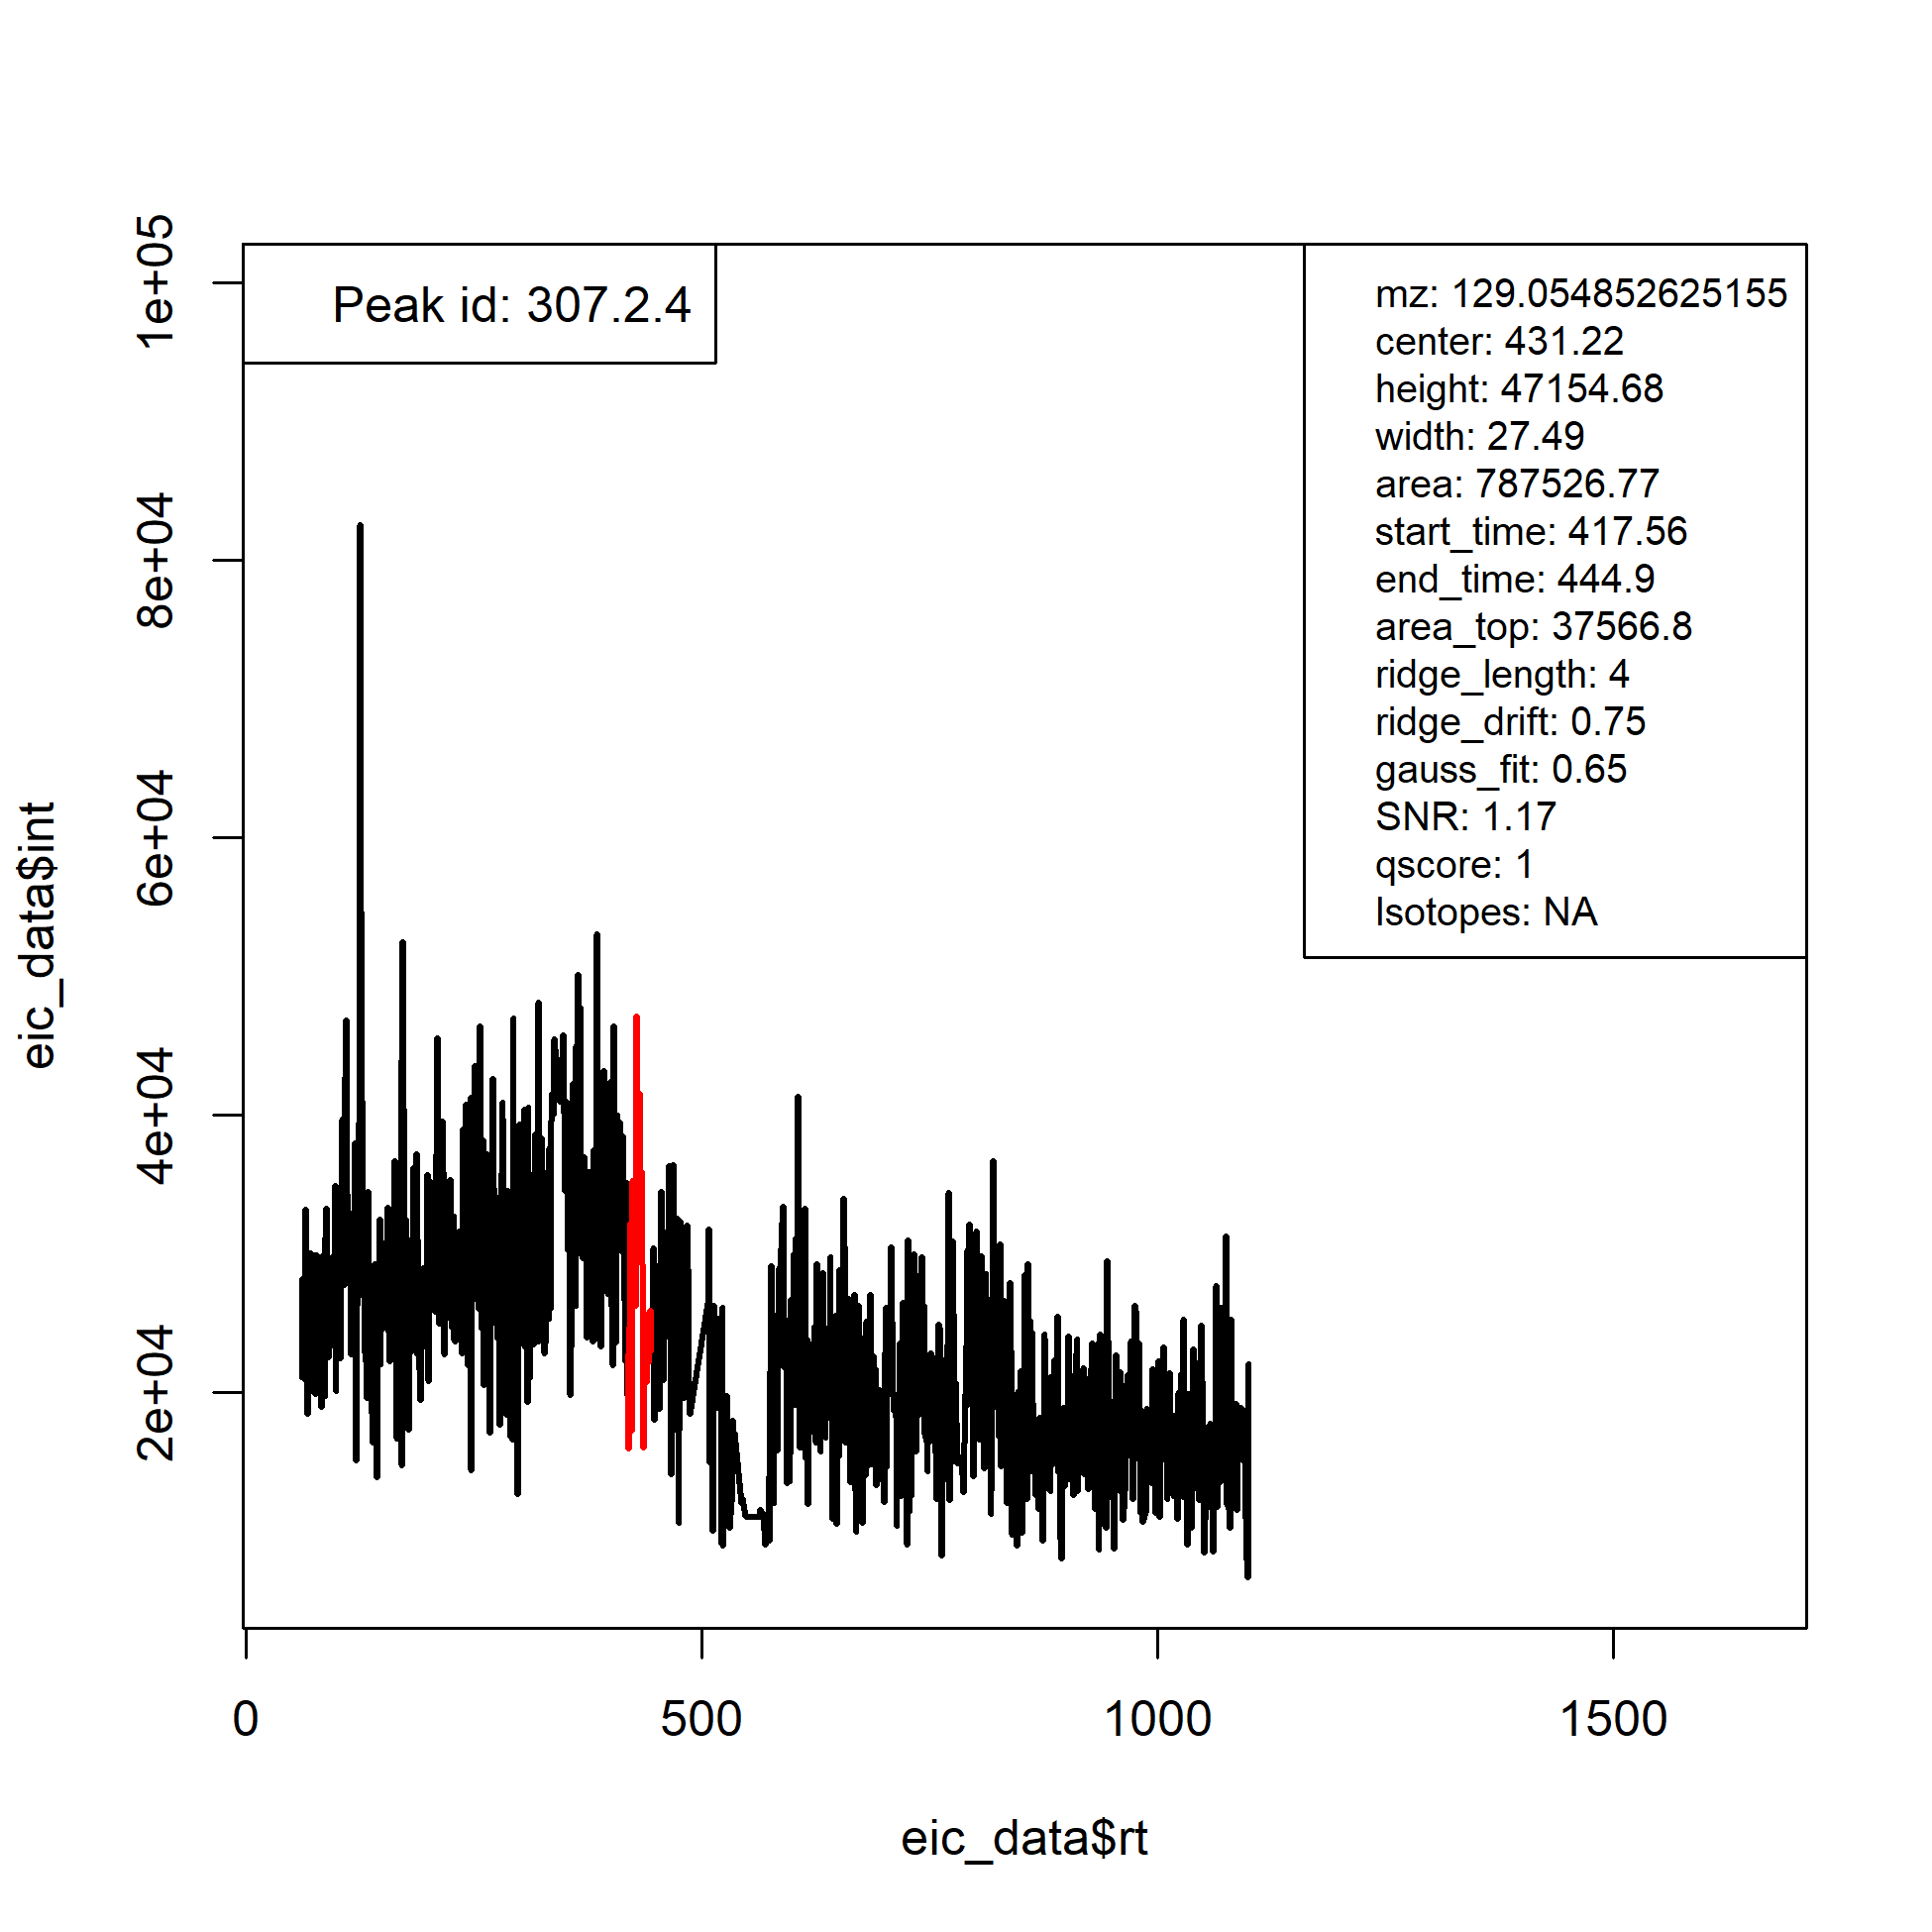 Peak id: 307.2.4
mz: 129.054852625155
center: 431.22
height: 47154.68
width: 27.49
area: 787526.77
start_time: 417.56
end_time: 444.9
area_top: 37566.8
ridge_length: 4
ridge_drift: 0.75
gauss_fit: 0.65
SNR: 1.17
qscore: 1
Isotopes: NA
1e+05
8e+04
6e+04
4e+04
2e+04
eic_data$int
0 500 1000 1500
eic_data$rt